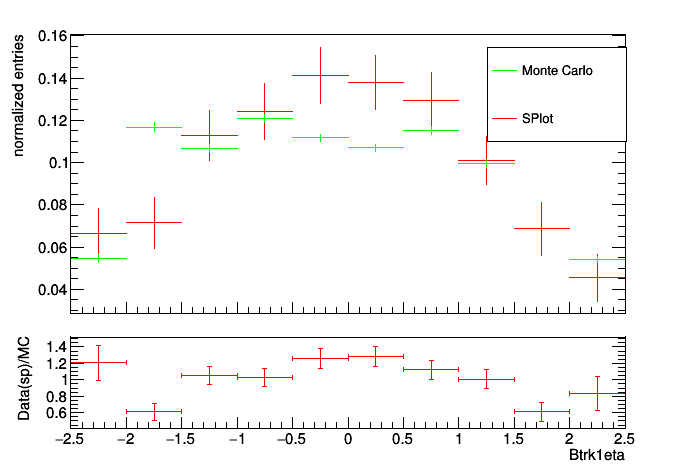 normalized entries
0.16
0.14
0.12
0.1
0.08
0.06
0.04
Monte Carlo
SPlot
Data(sp)/MC
1.4
1.2
1
0.8
0.6
−2.5 −2 −1.5 −1 −0.5 0 0.5 1 1.5 2 2.5
Btrk1eta